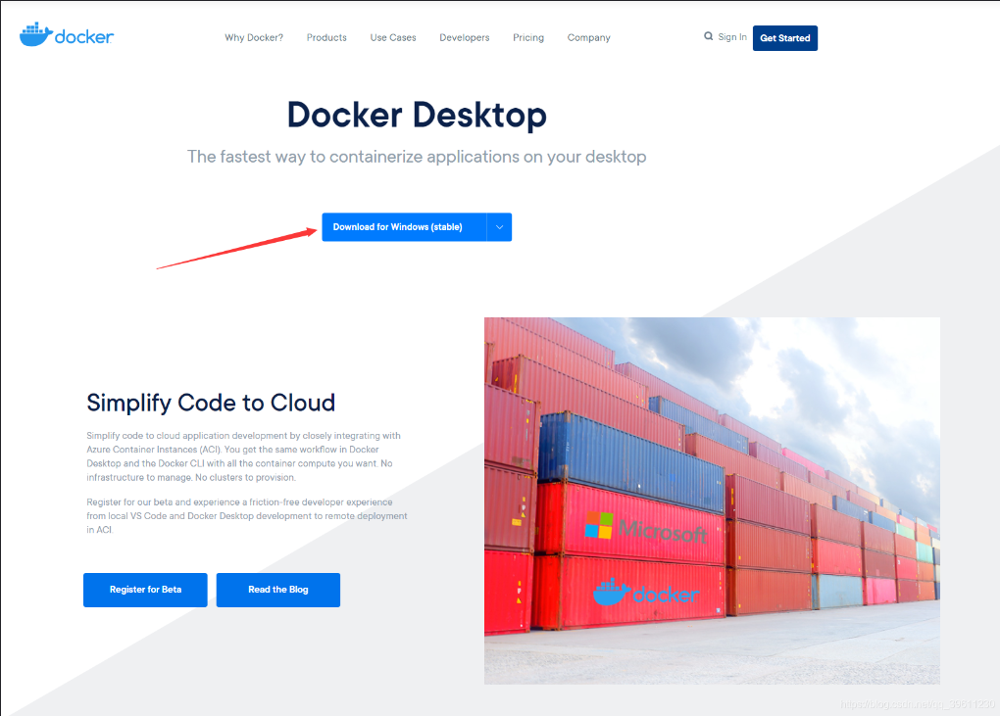 docker
Why Docker?
Products
Use Cases
Developers
Pricing
Company
Sign In
Get Started
Docker Desktop
The fastest way to containerize applications on your desktop
Download for Windows (stable)
Simplify Code to Cloud
Simplify code to cloud application development by closely integrating with
Azure Container Instances (ACI). You get the same workflow in Docker
Desktop and the Docker CLI with all the container compute you want. No
infrastructure to manage. No clusters to provision.
Register for our beta and experience a friction-free developer experience
from local VS Code and Docker Desktop development to remote deployment
in ACI.
Register for Beta
Read the Blog
Microsoft
docker